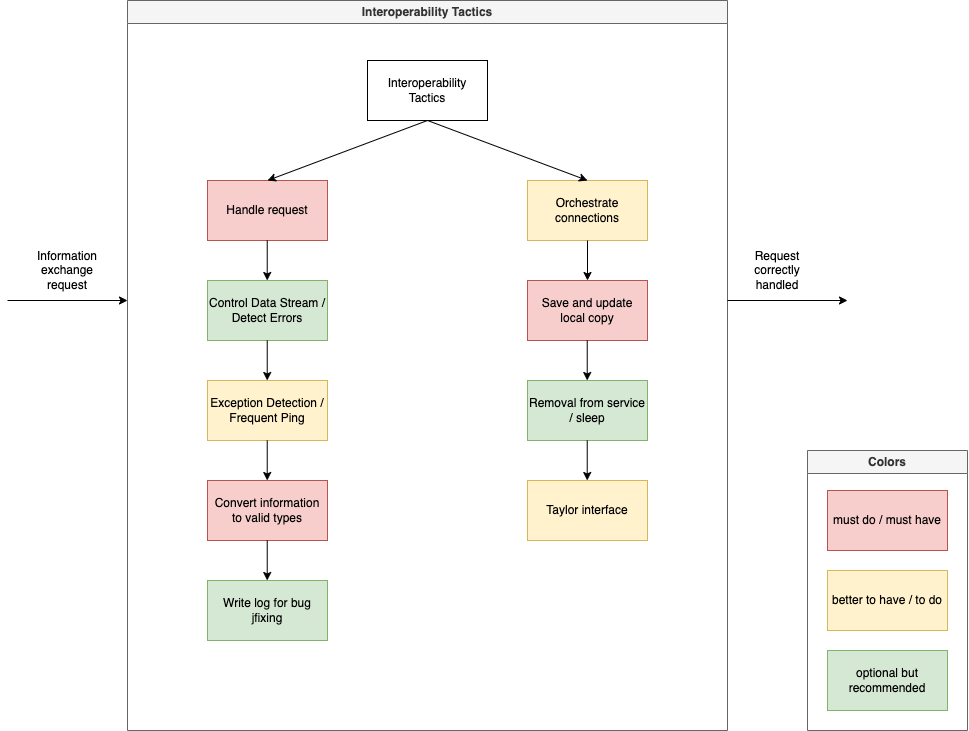 Interoperability Tactics
Interoperability
Tactics
Handle request
Orchestrate
connections
Information
exchange
request
Request
correctly
handled
Control Data Stream /
Detect Errors
Save and update
local copy
Exception Detection /
Frequent Ping
Removal from service
/ sleep
Convert information
to valid types
Taylor interface
Write log for bug
jfixing
Colors
must do / must have
better to have / to do
optional but
recommended